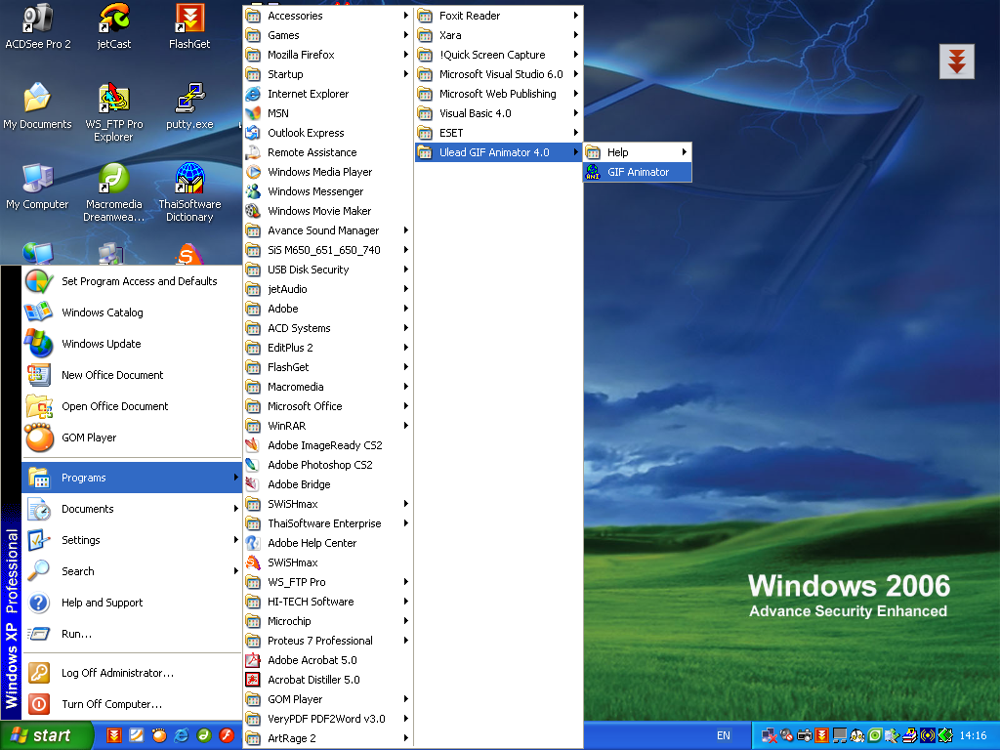 ACDSee Pro 2
jetCast
FlashGet
My Documents
WS_FTP Pro
Explorer
putty.exe
My Computer
Macromedia
Dreamwea...
ThaiSoftware
Dictionary
Set Program Access and Defaults
Windows Catalog
Windows Update
New Office Document
Open Office Document
GOM Player
Programs
Documents
Settings
Search
Help and Support
Run...
Log Off Administrator...
Turn Off Computer...
Windows XP Professional
Accessories
Games
Mozilla Firefox
Startup
Internet Explorer
MSN
Outlook Express
Remote Assistance
Windows Media Player
Windows Messenger
Windows Movie Maker
Avance Sound Manager
SiS M650_651_650_740
USB Disk Security
jetAudio
Adobe
ACD Systems
EditPlus 2
FlashGet
Macromedia
Microsoft Office
WinRAR
Adobe ImageReady CS2
Adobe Photoshop CS2
Adobe Bridge
SWiSHmax
ThaiSoftware Enterprise
Adobe Help Center
SWiSHmax
WS_FTP Pro
HI-TECH Software
Microchip
Proteus 7 Professional
Adobe Acrobat 5.0
Acrobat Distiller 5.0
GOM Player
VeryPDF PDF2Word v3.0
ArtRage 2
Foxit Reader
Xara
!Quick Screen Capture
Microsoft Visual Studio 6.0
Microsoft Web Publishing
Visual Basic 4.0
ESET
Ulead GIF Animator 4.0
Help
ANI
GIF Animator
Windows 2006
Advance Security Enhanced
start
EN
14:16